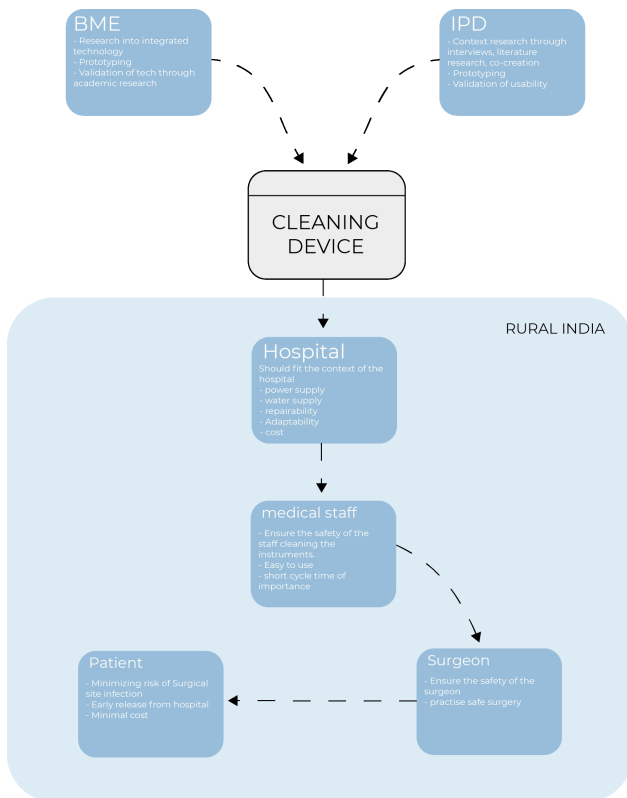 BME
- Research into integrated
technology
- Prototyping
- Validation of tech through
academic research
IPD
- Context research through
interviews, literature
research, co-creation
- Prototyping
- Validation of usability
CLEANING
DEVICE
RURAL INDIA
Hospital
Should fit the context of the
hospital
- power supply
- water supply
- repairability
- Adaptability
- cost
medical staff
- Ensure the safety of the
staff cleaning the
instruments.
- Easy to use
- short cycle time of
importance
Patient
- Minimizing risk of Surgical
site infection
- Early release from hospital
- Minimal cost
Surgeon
- Ensure the safety of the
surgeon
- practise safe surgery